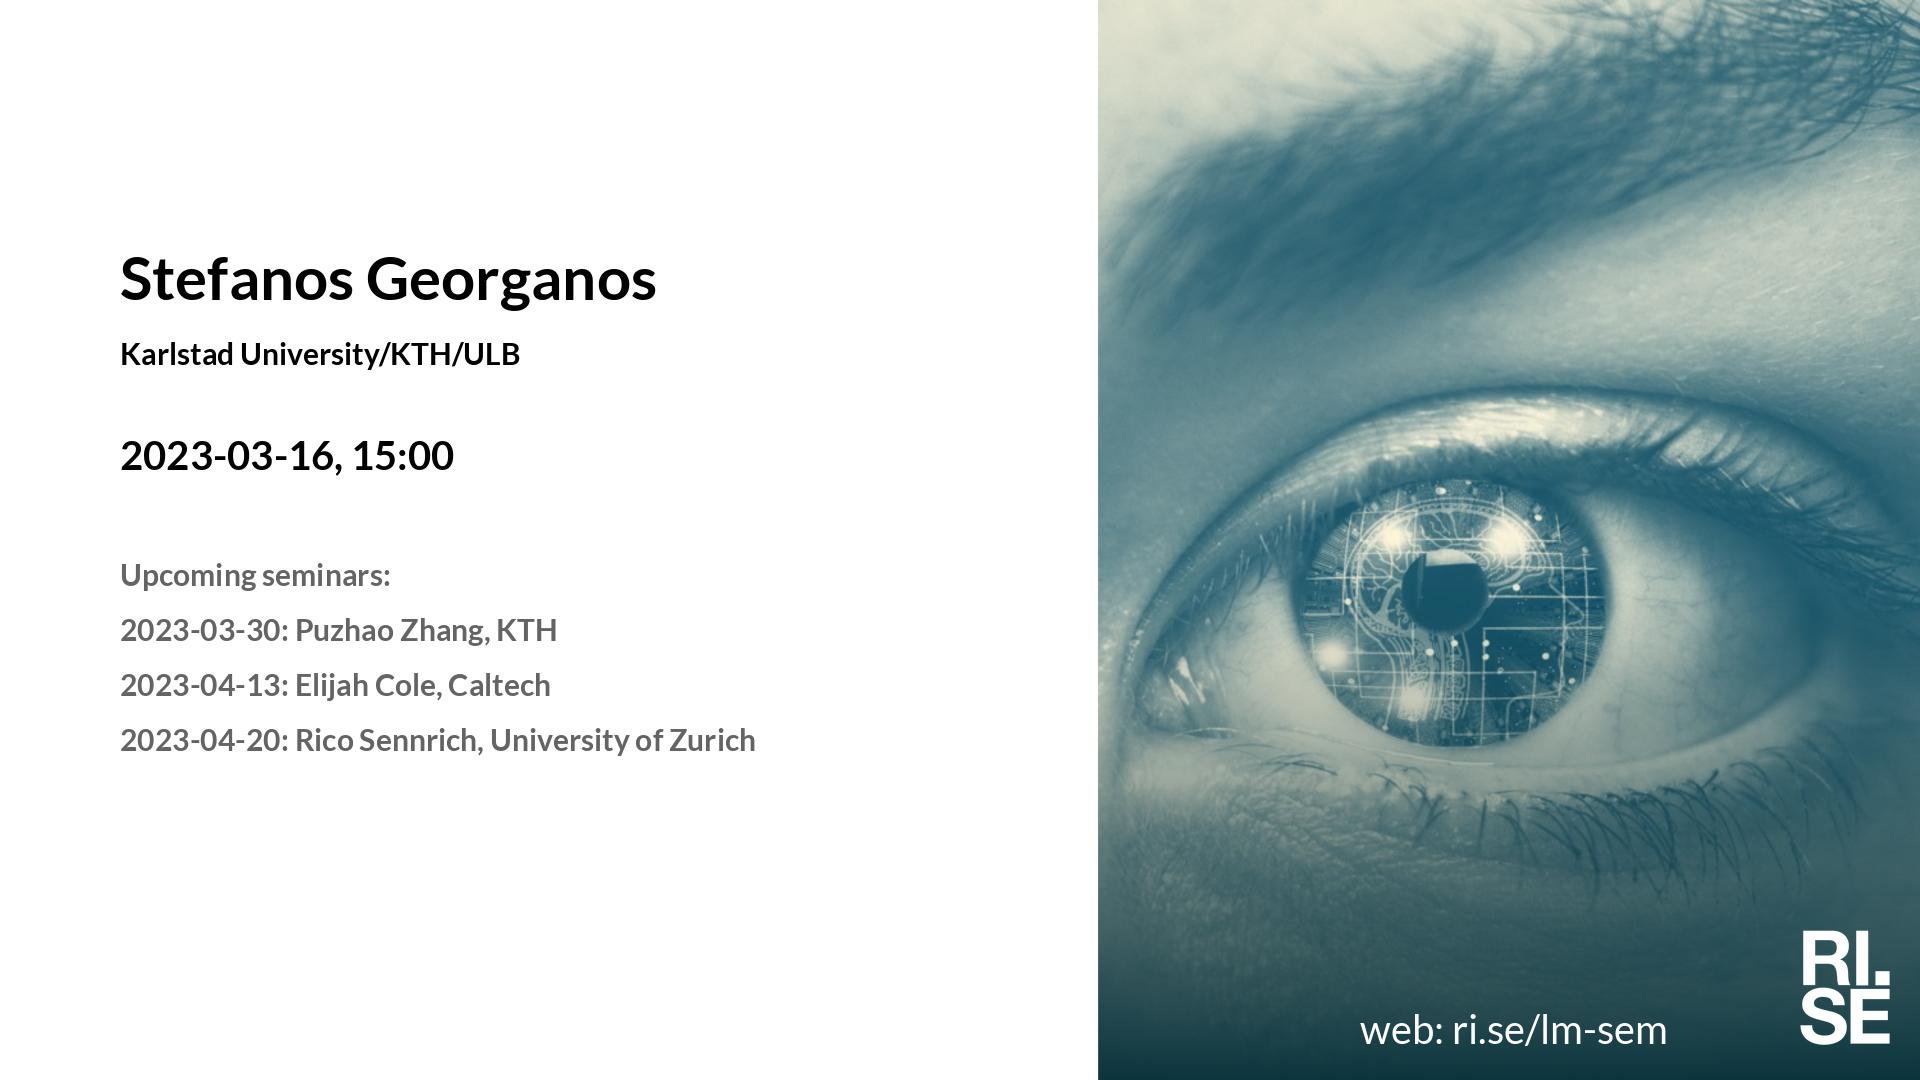 Stefanos Georganos
Karlstad University/KTH/ULB
2023-03-16, 15:00
Upcoming seminars:
2023-03-30: Puzhao Zhang, KTH
2023-04-13: Elijah Cole, Caltech
2023-04-20: Rico Sennrich, University of Zurich
web: ri.se/lm-sem
RI.
SE